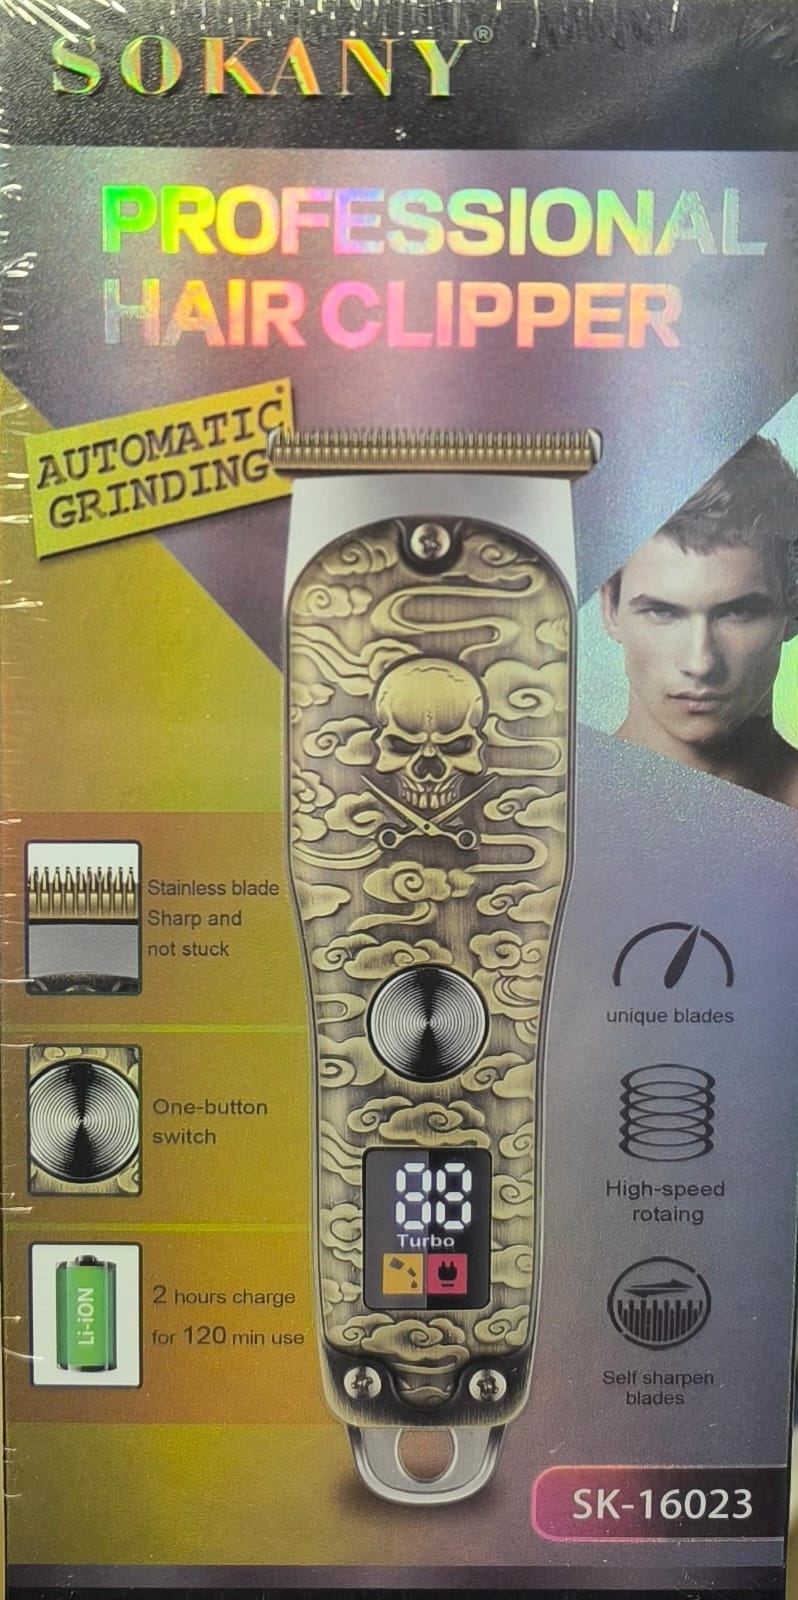 SOKANY®
PROFESSIONAL
HAIR CLIPPER
AUTOMATIC
GRINDING
Stainless blade
Sharp and
not stuck
unique blades
One-button
switch
High-speed
rotaing
88
Turbo
Li-iON
2 hours charge
for 120 min use
Self sharpen
blades
SK-16023